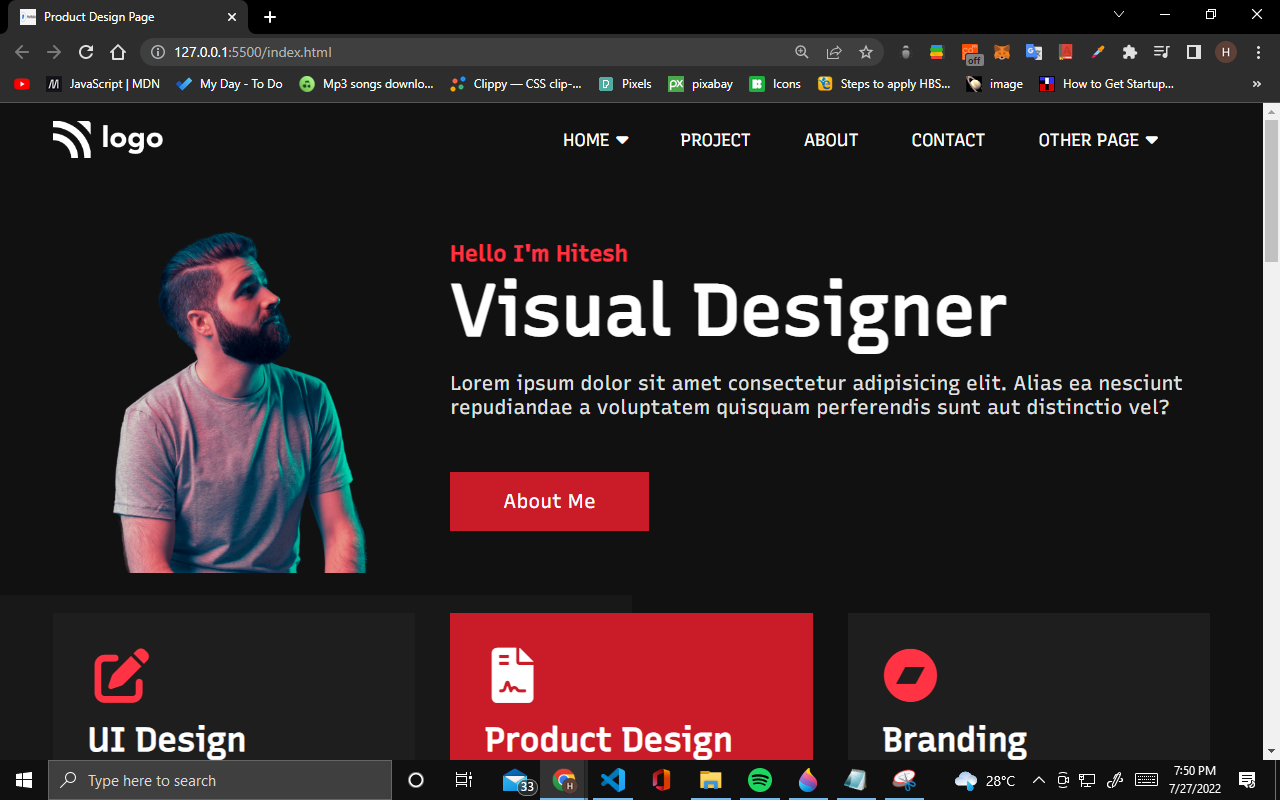 Product Design Page
127.0.0.1:5500/index.html
off
H
JavaScript | MDN
My Day - To Do
Mp3 songs downlo...
Clippy — CSS clip-...
Pixels
px pixabay
Icons
Steps to apply HBS...
image
How to Get Startup...
»
logo
HOME
PROJECT
ABOUT
CONTACT
OTHER PAGE
Hello I'm Hitesh
Visual Designer
Lorem ipsum dolor sit amet consectetur adipisicing elit. Alias ea nesciunt
repudiandae a voluptatem quisquam perferendis sunt aut distinctio vel?
About Me
UI Design
Product Design
Branding
Type here to search
33
H
28°C
7:50 PM
7/27/2022